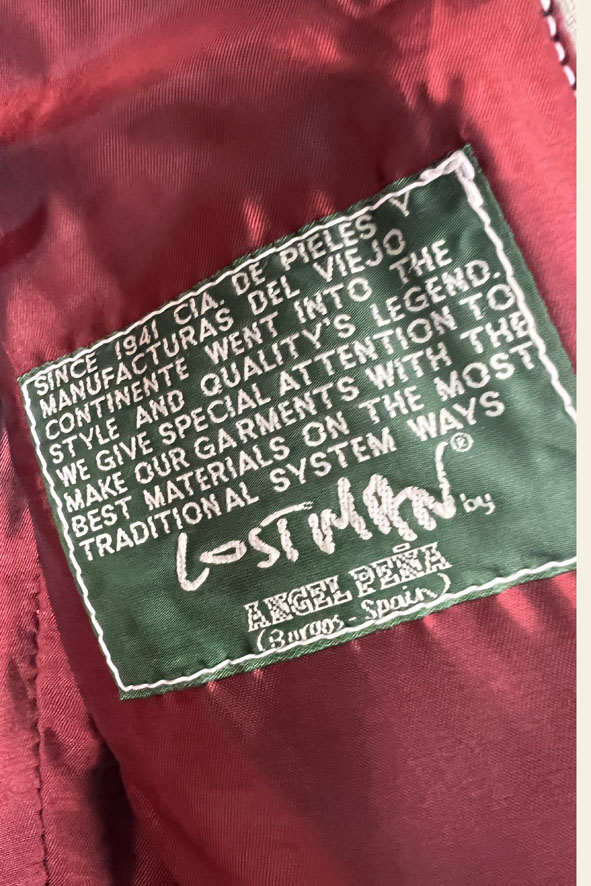 SINCE 1941 CIA. DE PIELES Y
MANUFACTURAS DEL VIEJO
CONTINENTE WENT INTO THE
STYLE AND QUALITY'S LEGEND.
WE GIVE SPECIAL ATTENTION TO
MAKE OUR GARMENTS WITH THE
BEST MATERIALS ON THE MOST
TRADITIONAL SYSTEM WAYS
LOSTMAN® by
ANGEL PEÑA
(Burgos - Spain)